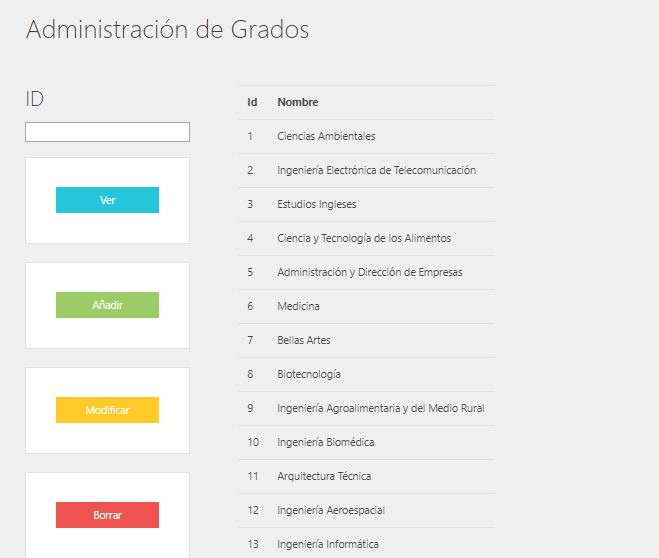 Administración de Grados
ID
Ver
Añadir
Modificar
Borrar
Id Nombre
1 Ciencias Ambientales
2 Ingeniería Electrónica de Telecomunicación
3 Estudios Ingleses
4 Ciencia y Tecnología de los Alimentos
5 Administración y Dirección de Empresas
6 Medicina
7 Bellas Artes
8 Biotecnología
9 Ingeniería Agroalimentaria y del Medio Rural
10 Ingeniería Biomédica
11 Arquitectura Técnica
12 Ingeniería Aeroespacial
13 Ingeniería Informática